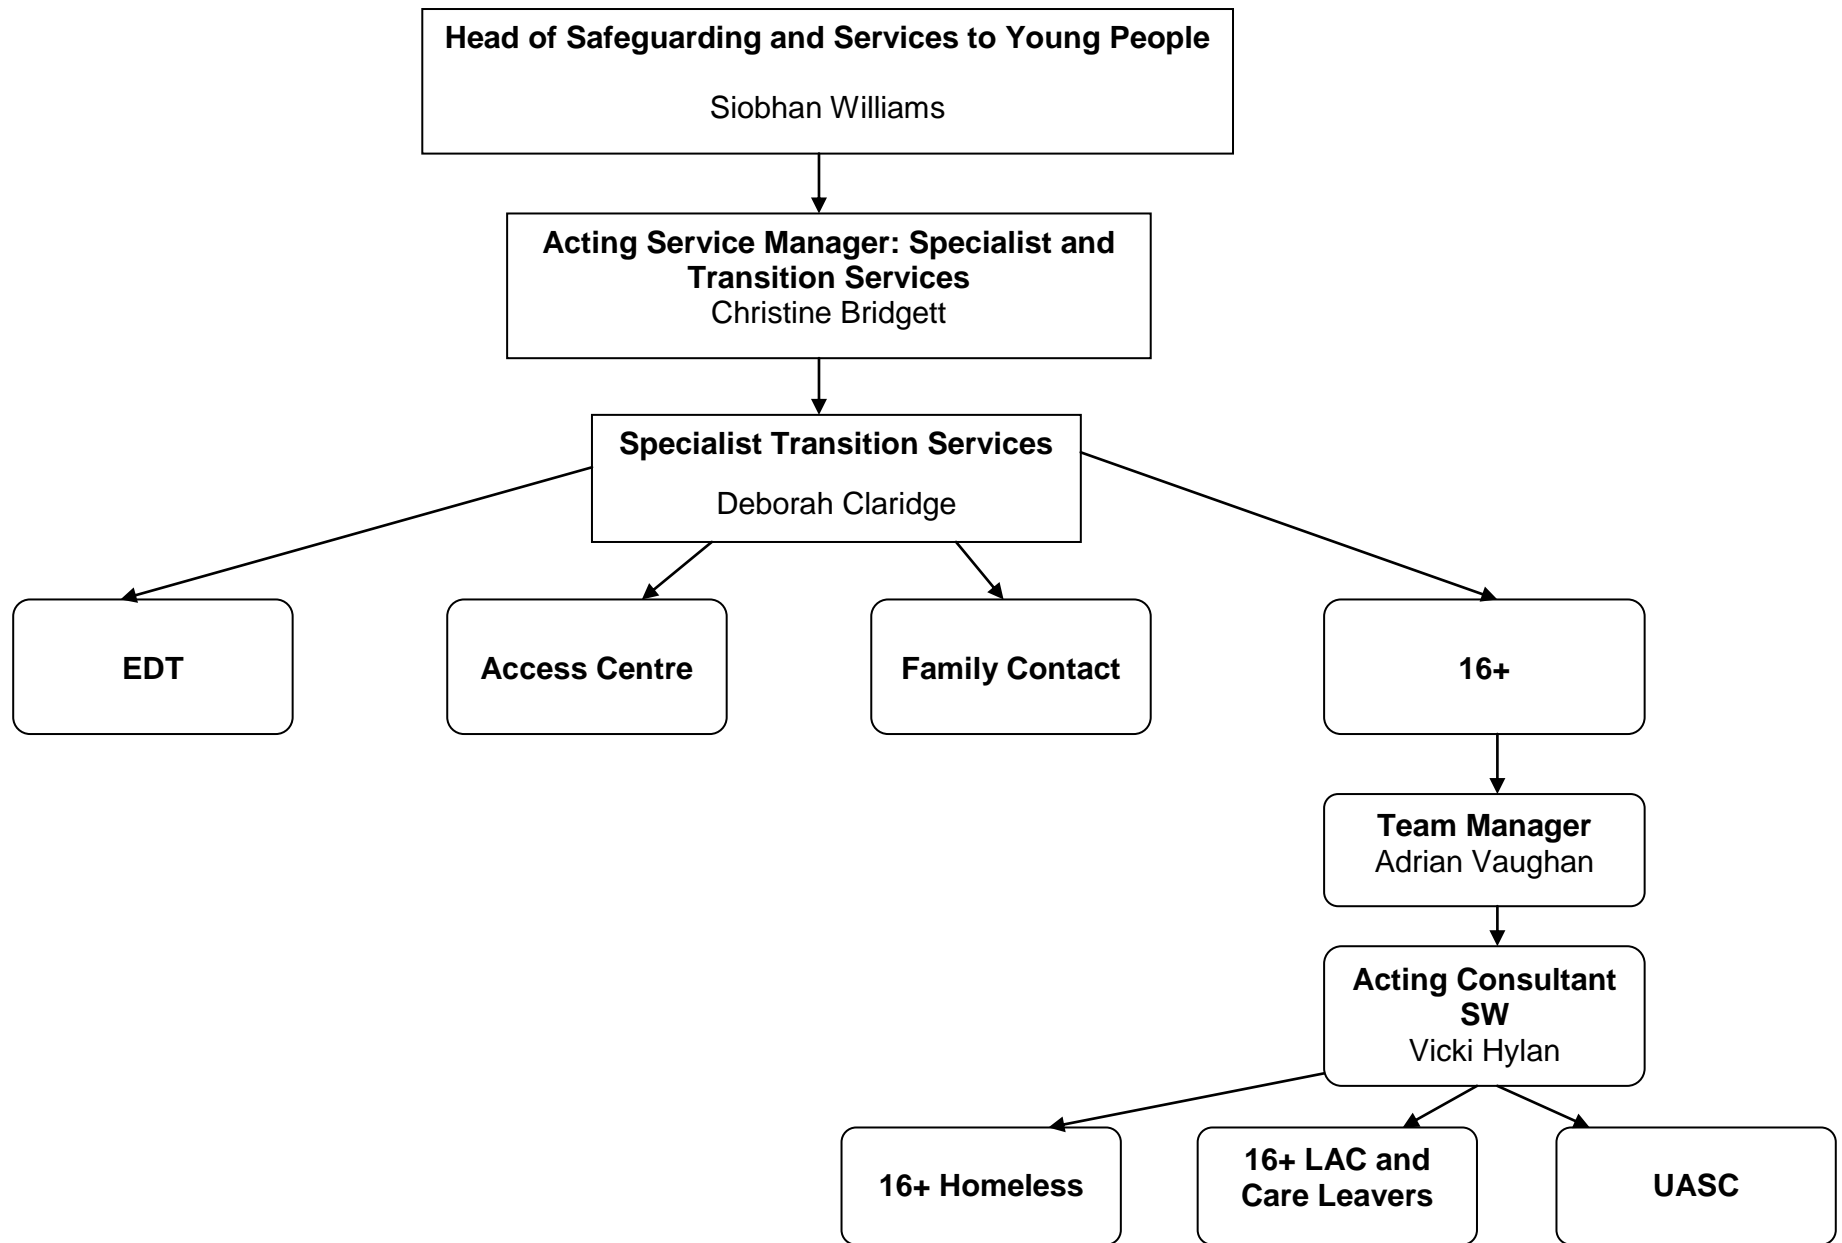 Head of Safeguarding and Services to Young People
Siobhan Williams
Acting Service Manager: Specialist and
Transition Services
Christine Bridgett
Specialist Transition Services
Deborah Claridge
EDT
Access Centre
Family Contact
16+
Team Manager
Adrian Vaughan
Acting Consultant
SW
Vicki Hylan
16+ Homeless
16+ LAC and
Care Leavers
UASC